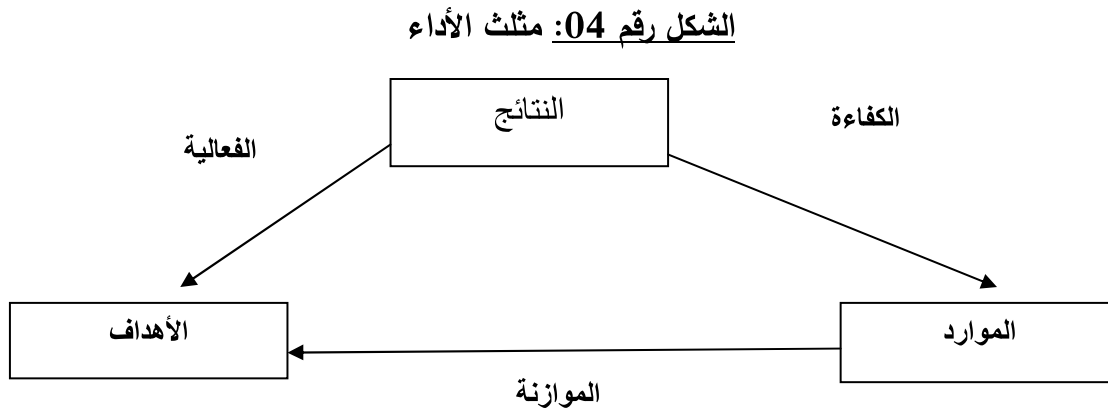 الشكل رقم 04: مثلث الأداء
النتائج
الكفاءة
الفعالية
الموارد
الأهداف
الموازنة